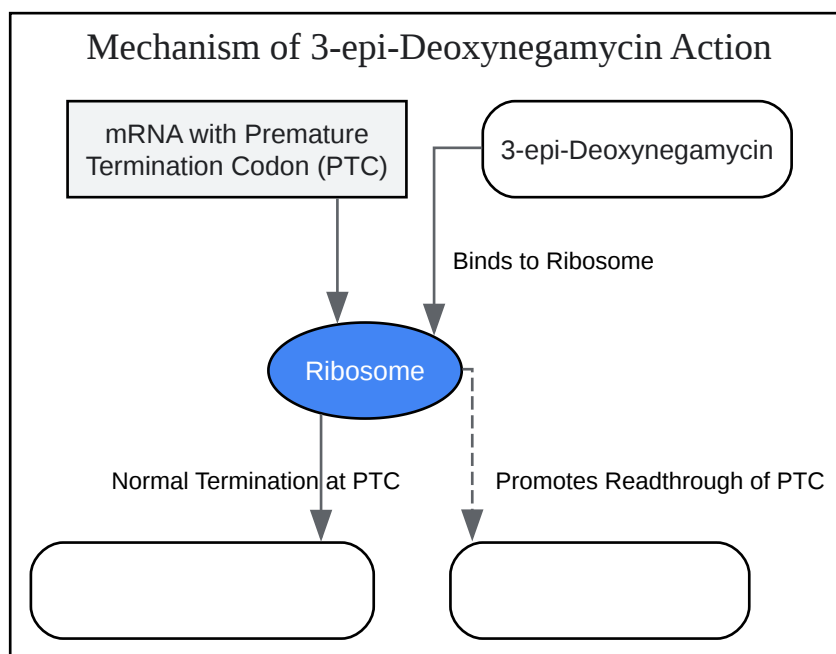 Mechanism of 3-epi-Deoxynegamycin Action
mRNA with Premature
Termination Codon (PTC)
3-epi-Deoxynegamycin
Binds to Ribosome
Ribosome
Normal Termination at PTC
Promotes Readthrough of PTC